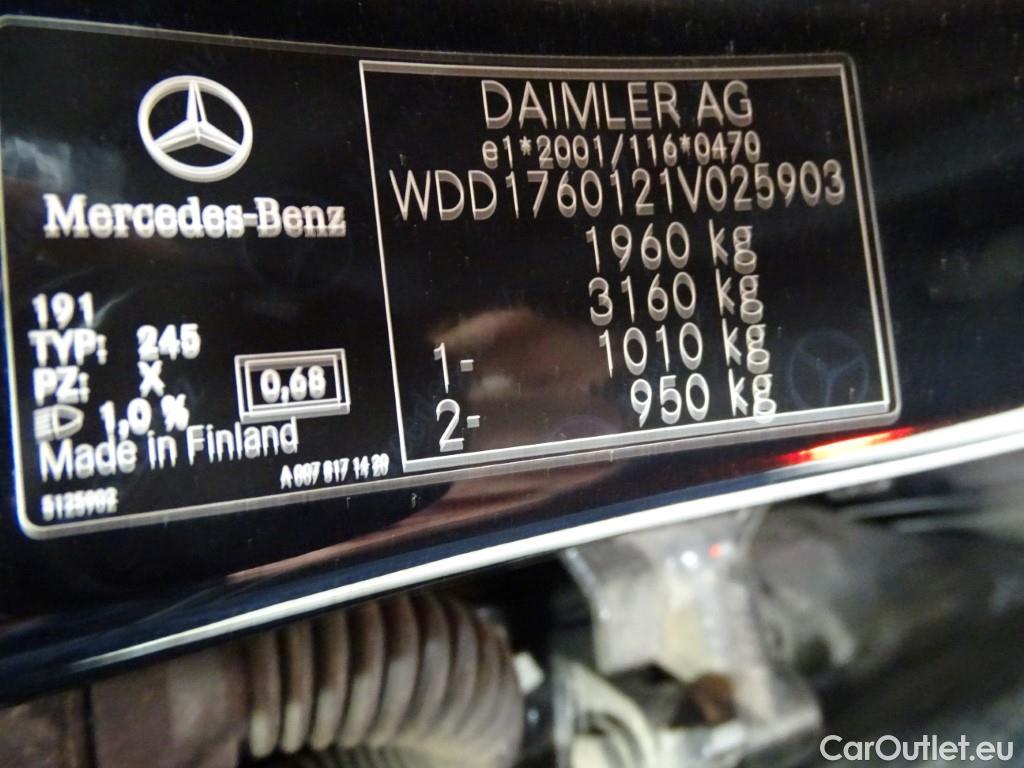 Mercedes-Benz
191
TYP: 245
PZ: X
1,0 %
0,68
Made in Finland
A 007 817 14 20
5125902
DAIMLER AG
e1*2001/116*0470
WDD1760121V025903
1960 kg
3160 kg
1- 1010 kg
2- 950 kg
CarOutlet.eu